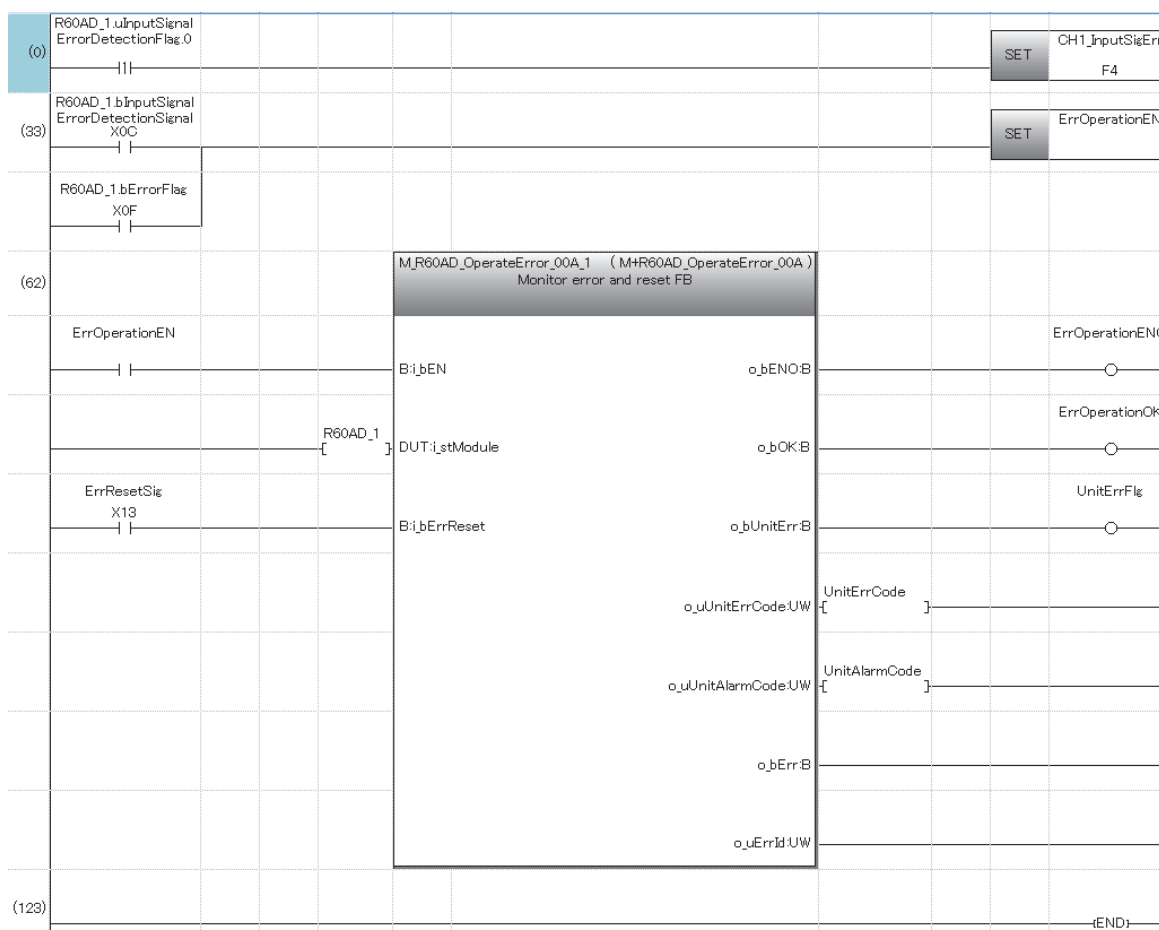 R60AD_1.uInputSignal
ErrorDetectionFlag.0
(0)
SET
CH1_InputSigErr
F4
R60AD_1.bInputSignal
ErrorDetectionSignal
(33)
X0C
SET
ErrOperationEN
R60AD_1.bErrorFlag
X0F
(62)
M_R60AD_OperateError_00A_1 (M+R60AD_OperateError_00A)
Monitor error and reset FB
ErrOperationEN
B:i_bEN
o_bENO:B
ErrOperationENO
R60AD_1
DUT:i_stModule
o_bOK:B
ErrOperationOK
ErrResetSig
X13
B:i_bErrReset
o_bUnitErr:B
UnitErrFlg
o_uUnitErrCode:UW
UnitErrCode
o_uUnitAlarmCode:UW
UnitAlarmCode
o_bErr:B
o_uErrId:UW
(123)
END